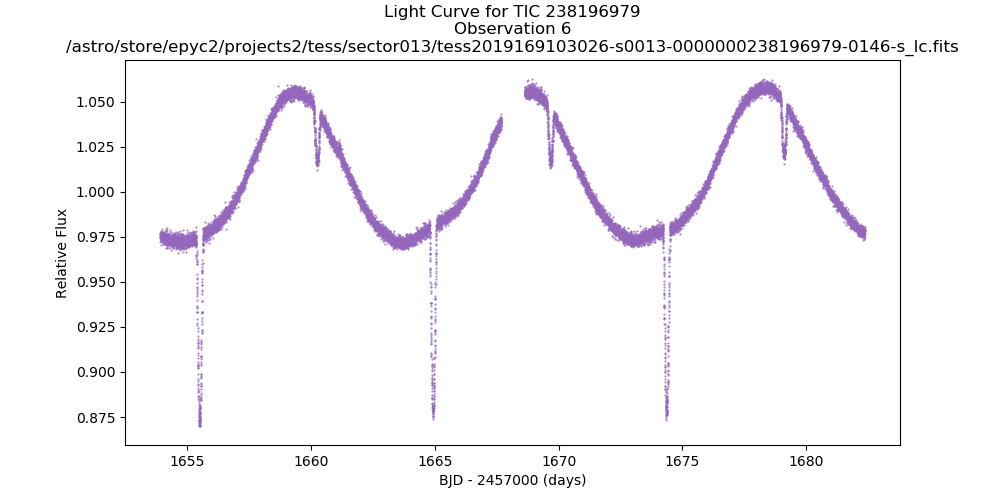 Light Curve for TIC 238196979
Observation 6
/astro/store/epyc2/projects2/tess/sector013/tess2019169103026-s0013-0000000238196979-0146-s_lc.fits
1.050
1.025
1.000
0.975
0.950
0.925
0.900
0.875
Relative Flux
1655 1660 1665 1670 1675 1680
BJD - 2457000 (days)